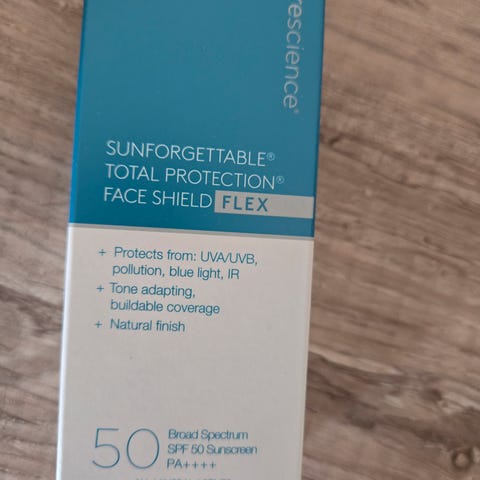 rescience®
SUNFORGETTABLE®
TOTAL PROTECTION®
FACE SHIELD FLEX
+ Protects from: UVA/UVB,
pollution, blue light, IR
+ Tone adapting,
buildable coverage
+ Natural finish
50
Broad Spectrum
SPF 50 Sunscreen
PA++++